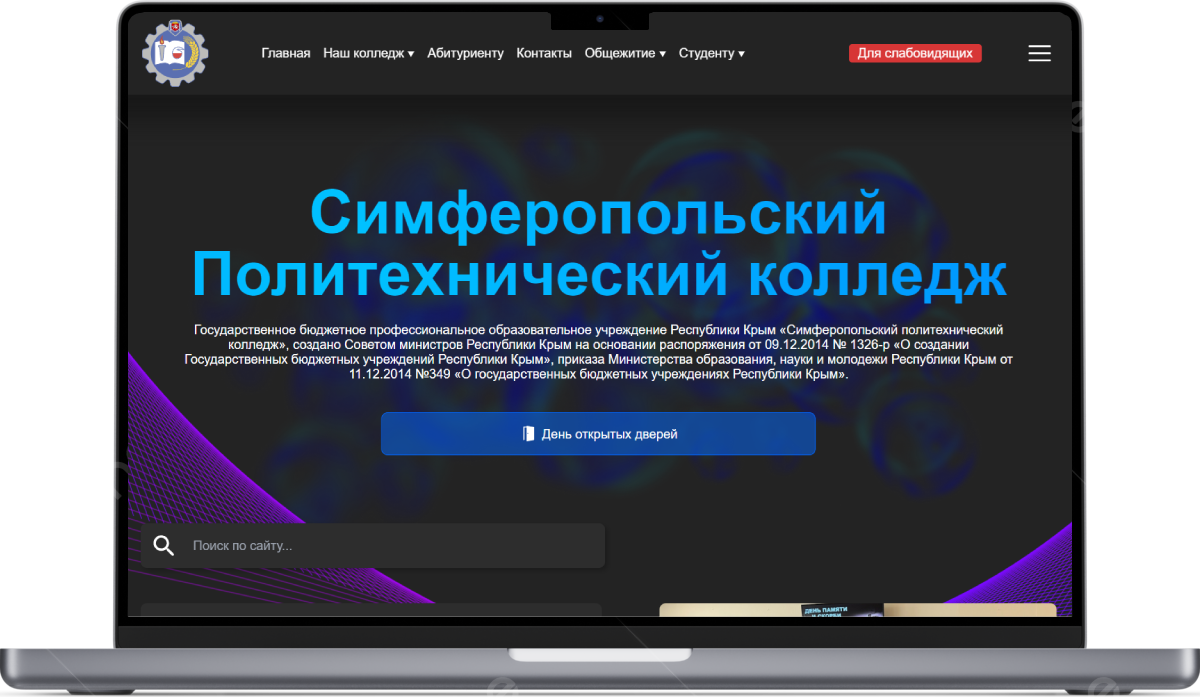 Главная Наш колледж ▾ Абитуриенту Контакты Общежитие ▾ Студенту ▾ Для слабовидящих
Симферопольский
Политехнический колледж
Государственное бюджетное профессиональное образовательное учреждение Республики Крым «Симферопольский политехнический
колледж», создано Советом министров Республики Крым на основании распоряжения от 09.12.2014 № 1326-р «О создании
Государственных бюджетных учреждений Республики Крым», приказа Министерства образования, науки и молодежи Республики Крым от
11.12.2014 №349 «О государственных бюджетных учреждениях Республики Крым».
День открытых дверей
Поиск по сайту...
ДЕНЬ ПАМЯТИ
И СКОРБИ